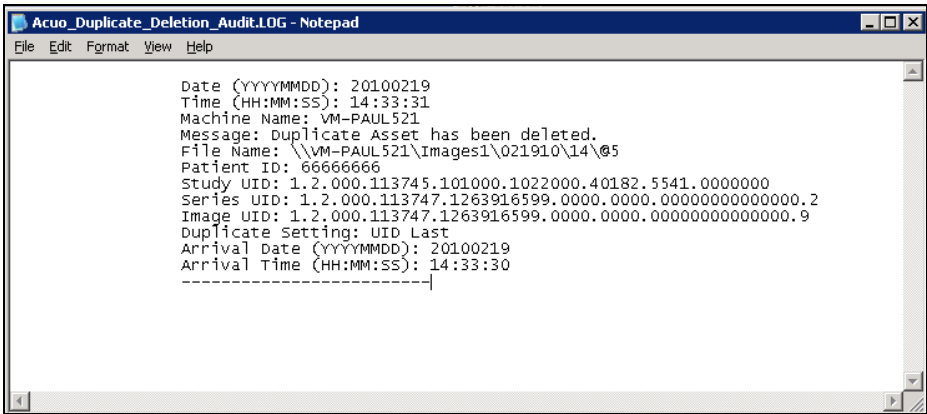 Acuo_Duplicate_Deletion_Audit.LOG - Notepad
File Edit Format View Help
Date (YYYYMMDD): 20100219
Time (HH:MM:SS): 14:33:31
Machine Name: VM-PAUL521
Message: Duplicate Asset has been deleted.
File Name: \\VM-PAUL521\Images1\021910\14\@5
Patient ID: 66666666
Study UID: 1.2.000.113745.101000.1022000.40182.5541.0000000
Series UID: 1.2.000.113747.1263916599.0000.0000.00000000000000.2
Image UID: 1.2.000.113747.1263916599.0000.0000.00000000000000.9
Duplicate Setting: UID Last
Arrival Date (YYYYMMDD): 20100219
Arrival Time (HH:MM:SS): 14:33:30
-------------------------